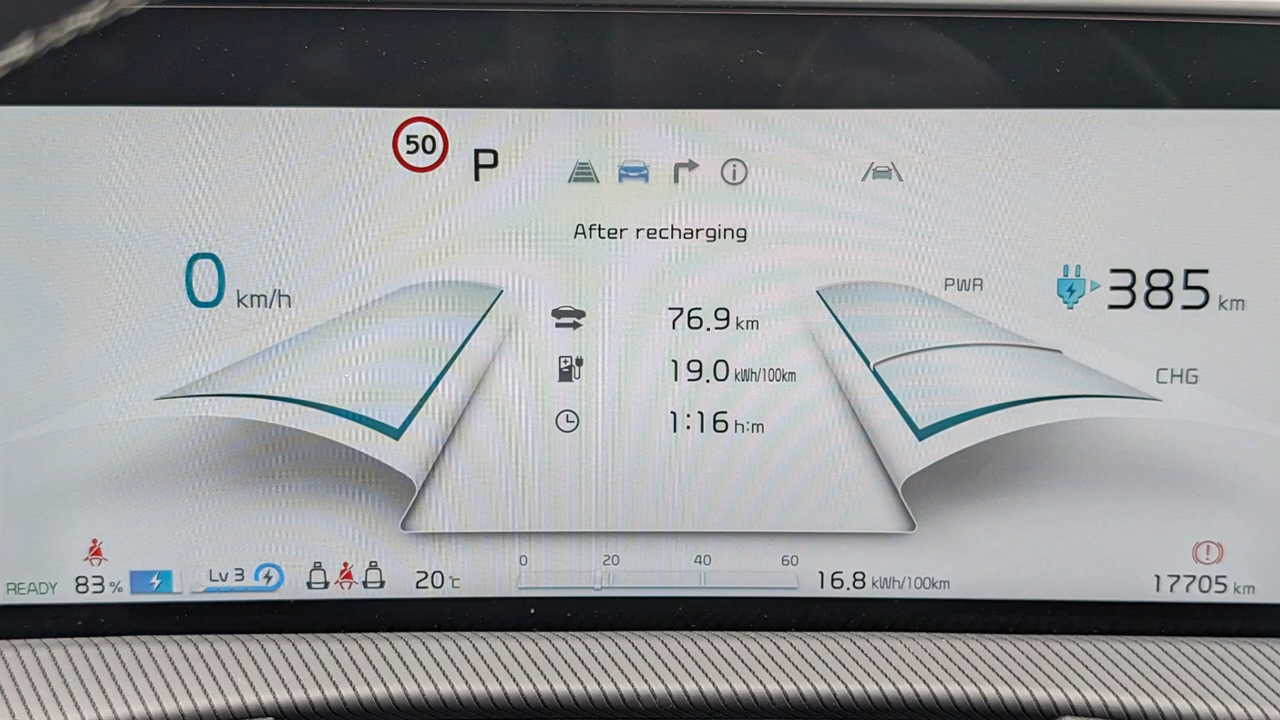 50
P
After recharging
0 km/h
PWR
385 km
76.9 km
19.0 kWh/100km
CHG
1:16 h:m
0 20 40 60
READY 83 % Lv 3 20 ℃ 16.8 kWh/100km 17705 km